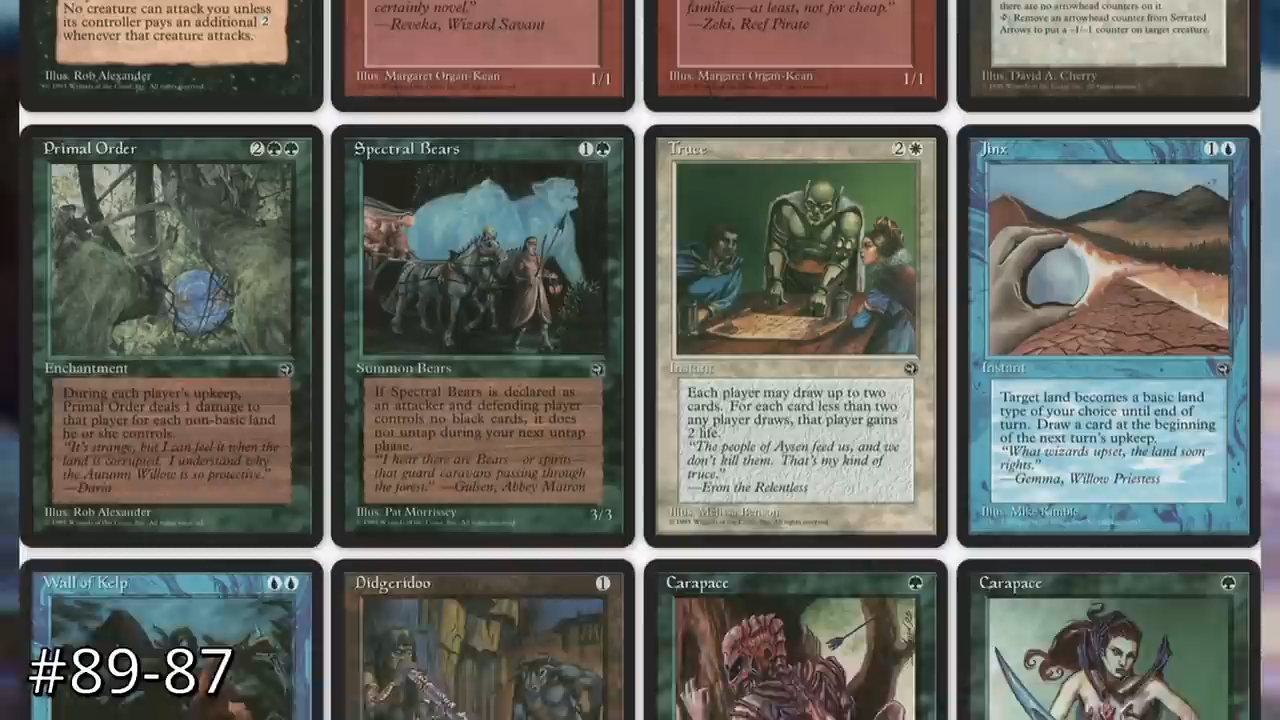 No creature can attack you unless
its controller pays an additional 2
whenever that creature attacks.
Illus. Rob Alexander
certainly novel."
—Reveka, Wizard Savant
Illus. Margaret Organ-Kean
1/1
families—at least, not for cheap."
—Zeki, Reef Pirate
Illus. Margaret Organ-Kean
1/1
there are no arrowhead counters on it.
: Remove an arrowhead counter from Serrated
Arrows to put a -1/-1 counter on target creature.
Illus. David A. Cherry
Primal Order
2
Enchantment
During each player's upkeep,
Primal Order deals 1 damage to
that player for each non-basic land
he or she controls.
"It's strange, but I can feel it when the
land is corrupted. I understand why
the Autumn Willow is so protective."
—Daria
Illus. Rob Alexander
Spectral Bears
1
Summon Bears
If Spectral Bears is declared as
an attacker and defending player
controls no black cards, it does
not untap during your next untap
phase.
"I hear there are Bears—or spirits—
that guard caravans passing through
the forest." —Gulsen, Abbey Matron
Illus. Pat Morrissey
3/3
Truce
2
Instant
Each player may draw up to two
cards. For each card less than two
any player draws, that player gains
2 life.
"The people of Aysen feed us, and we
don't kill them. That's my kind of
truce."
—Eron the Relentless
Illus. Melissa Benson
Jinx
1
Instant
Target land becomes a basic land
type of your choice until end of
turn. Draw a card at the beginning
of the next turn's upkeep.
"What wizards upset, the land soon
rights."
—Gemma, Willow Priestess
Illus. Mike Kimble
Wall of Kelp
Didgeridoo
1
Carapace
Carapace
#89-87